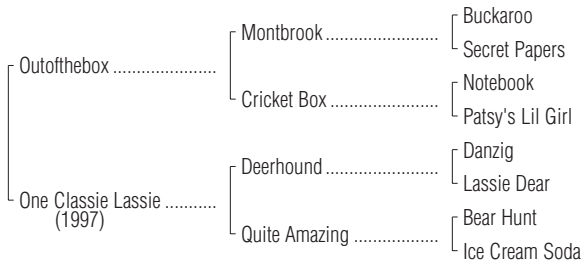 Buckaroo
Montbrook ........................
Secret Papers
Outofthebox ......................
Notebook
Cricket Box .......................
Patsy's Lil Girl
Danzig
Deerhound ........................
Lassie Dear
One Classie Lassie ...........
(1997)
Bear Hunt
Quite Amazing ..................
Ice Cream Soda